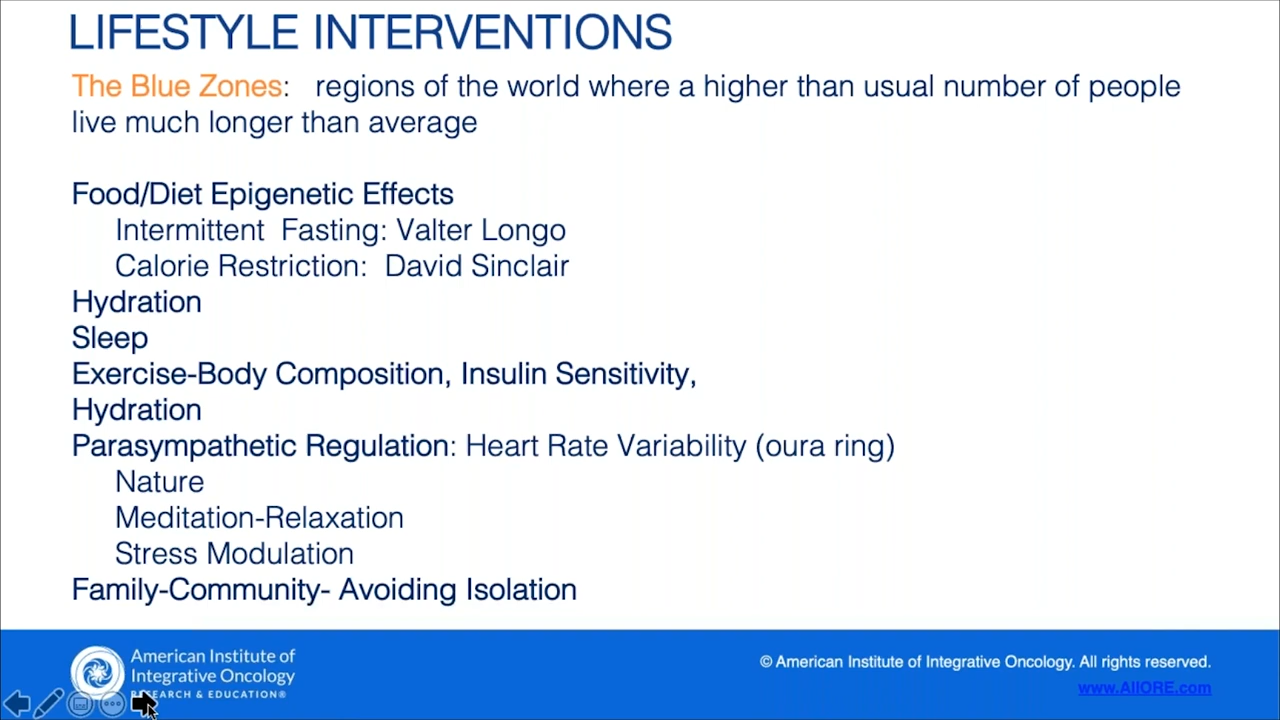 LIFESTYLE INTERVENTIONS
The Blue Zones: regions of the world where a higher than usual number of people
live much longer than average
Food/Diet Epigenetic Effects
Intermittent Fasting: Valter Longo
Calorie Restriction: David Sinclair
Hydration
Sleep
Exercise-Body Composition, Insulin Sensitivity,
Hydration
Parasympathetic Regulation: Heart Rate Variability (oura ring)
Nature
Meditation-Relaxation
Stress Modulation
Family-Community- Avoiding Isolation
American Institute of
Integrative Oncology
RESEARCH & EDUCATION®
© American Institute of Integrative Oncology. All rights reserved.
www.AIIORE.com